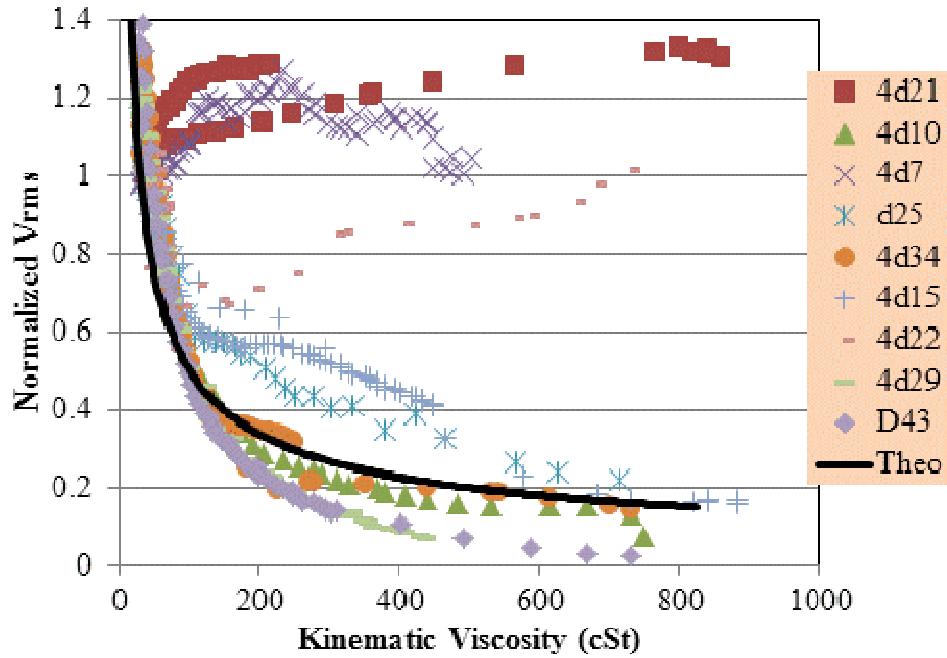 1.4
1.2
1
0.8
0.6
0.4
0.2
0
Normalized Vrms
0
200
400
600
800
1000
Kinematic Viscosity (cSt)
4d21
4d10
4d7
d25
4d34
4d15
4d22
4d29
D43
Theo